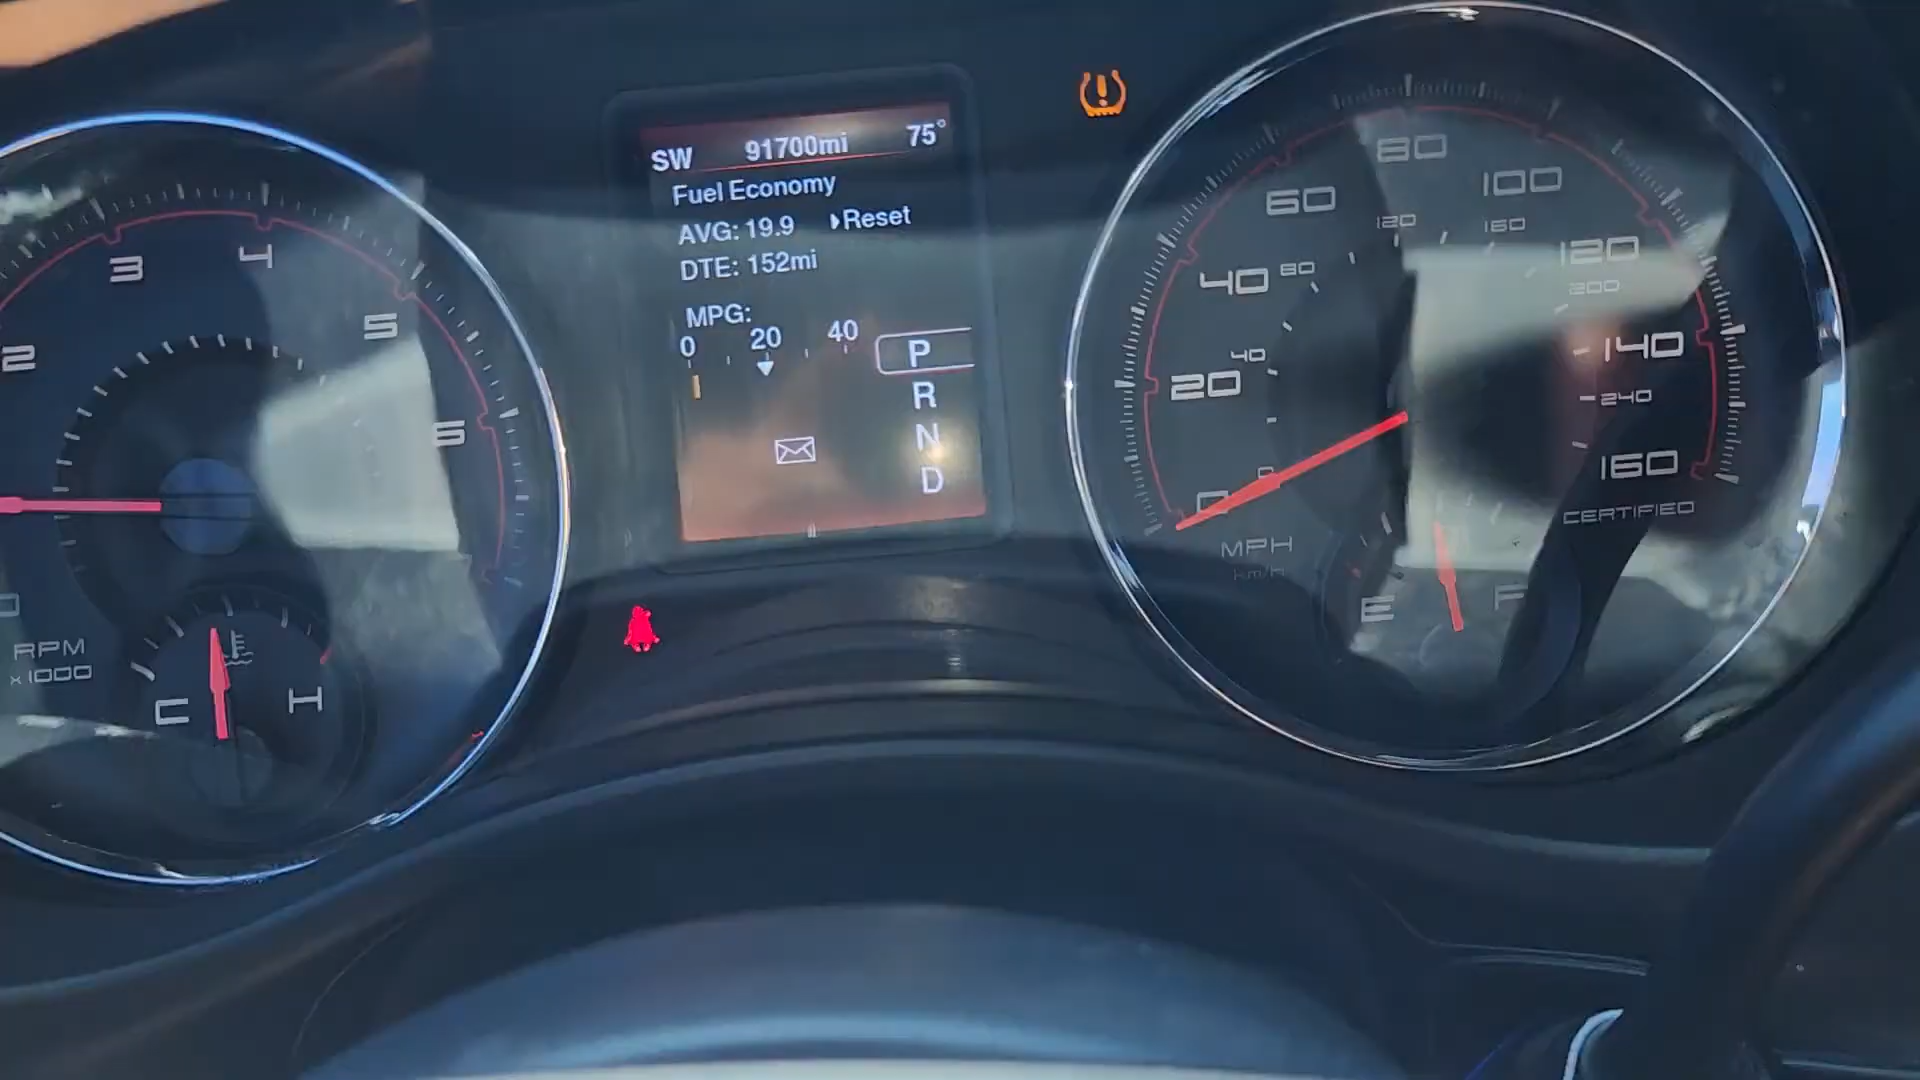 SW 91700mi 75°
Fuel Economy
AVG: 19.9 Reset
DTE: 152mi
MPG:
0 20 40
P
R
N
D
2
3
4
5
6
RPM
x1000
C H
0
20
40
60
80
100
120
140
160
0
40
80
120
160
200
240
MPH
km/h
CERTIFIED
E F